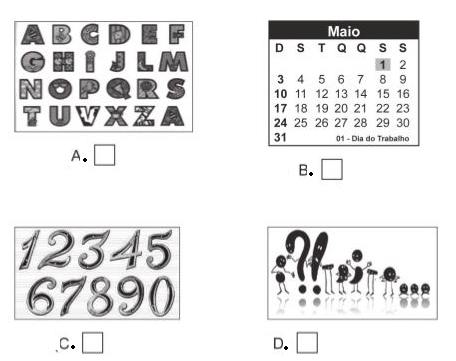 A B C D E F
G H I J L M
N O P Q R S
T U V X Z A
A.
Maio
D S T Q Q S S
1 2
3 4 5 6 7 8 9
10 11 12 13 14 15 16
17 18 19 20 21 22 23
24 25 26 27 28 29 30
31 01 - Dia do Trabalho
B.
12345
67890
C.
?!
D.